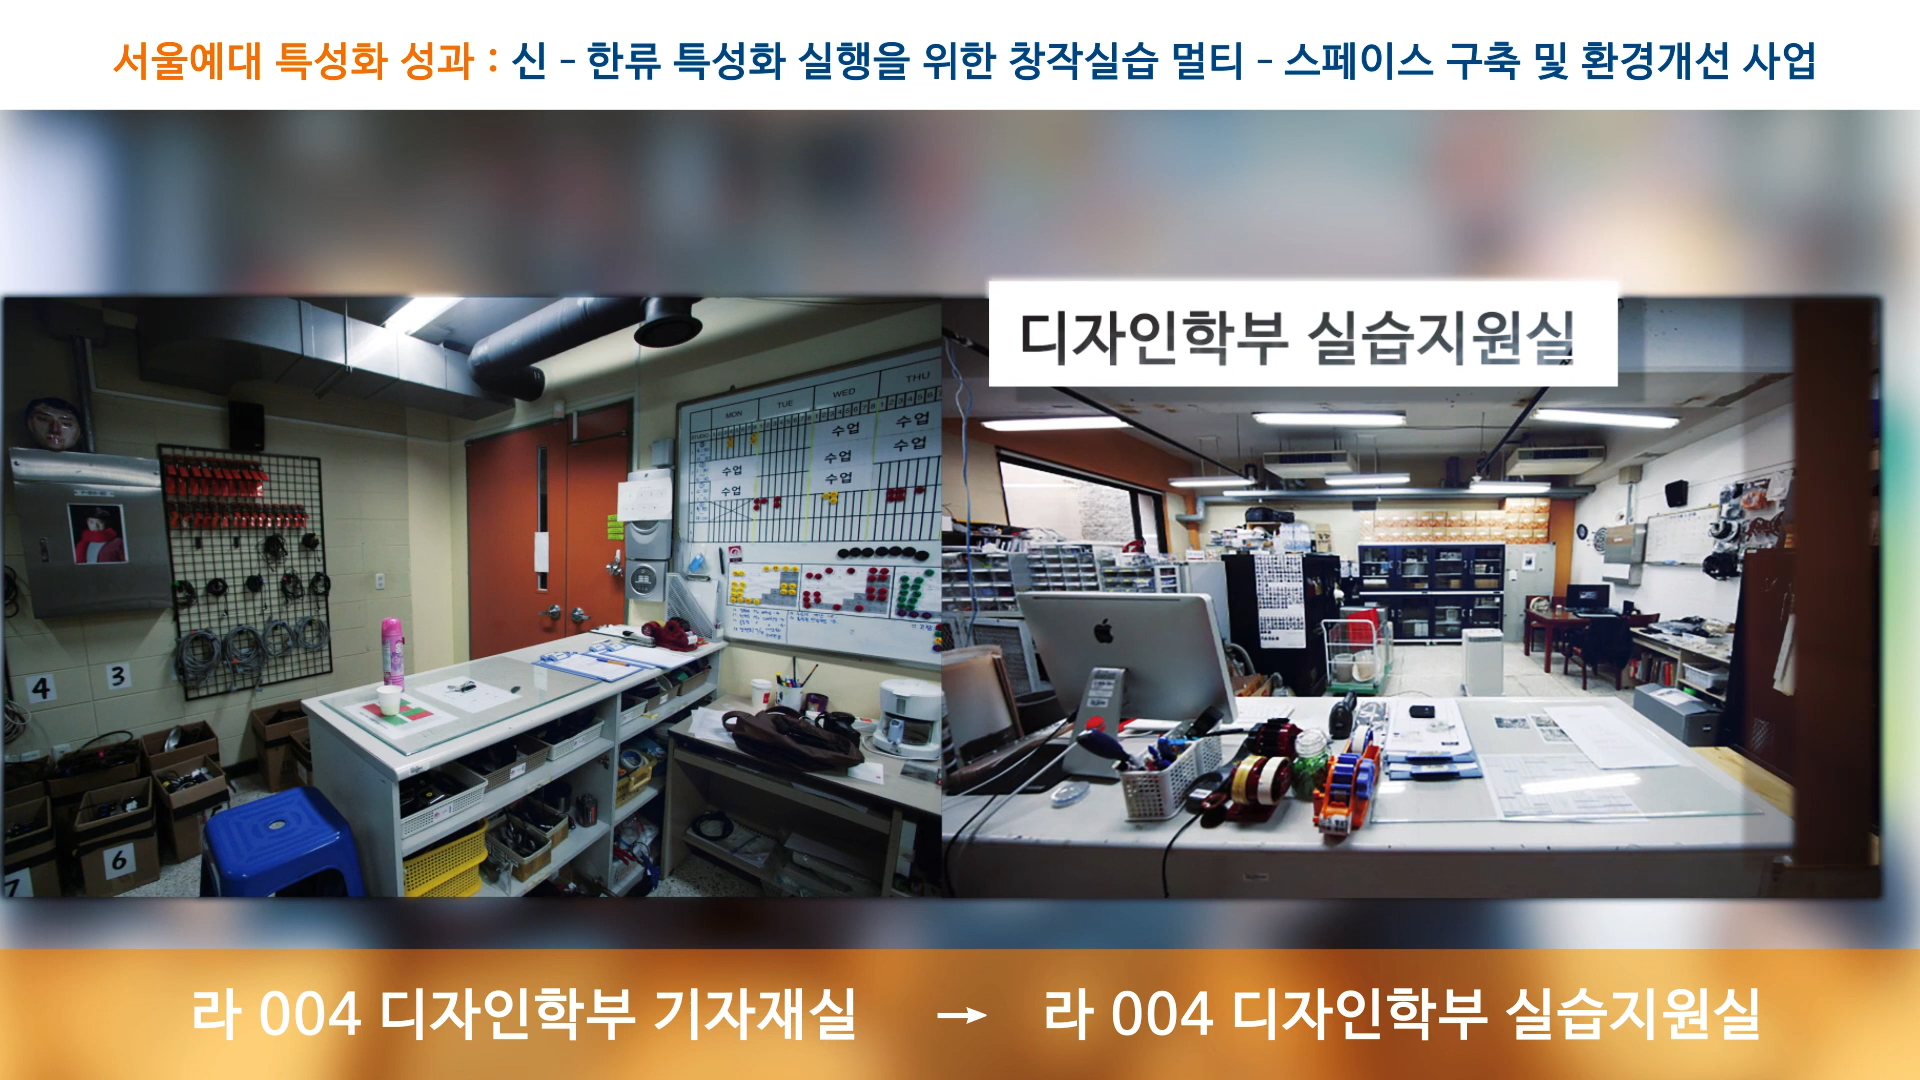 서울예대 특성화 성과 : 신 - 한류 특성화 실행을 위한 창작실습 멀티 - 스페이스 구축 및 환경개선 사업
디자인학부 실습지원실
MON TUE WED THU
수업 수업
수업 수업
수업 수업
수업
4 3
6
7
라 004 디자인학부 기자재실 → 라 004 디자인학부 실습지원실